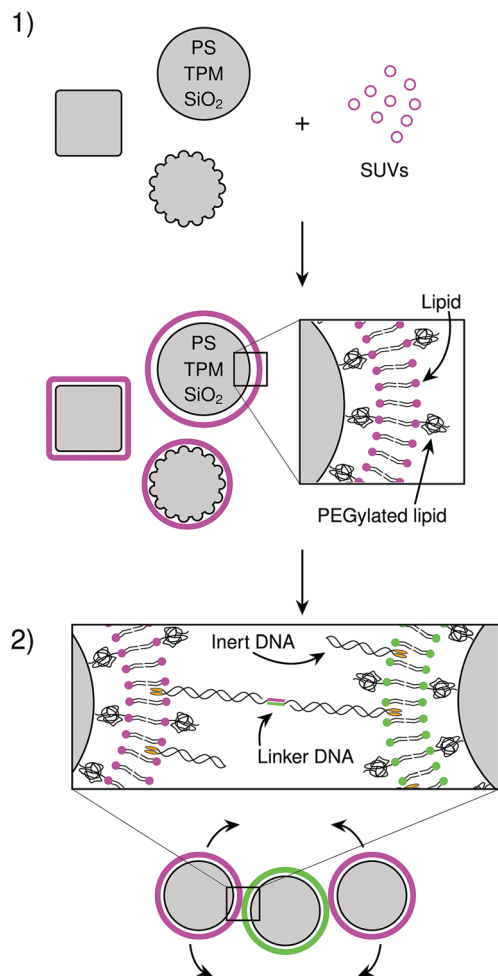 1)
PS
TPM
SiO₂
+
SUVs
Lipid
PS
TPM
SiO₂
PEGylated lipid
2)
Inert DNA
Linker DNA